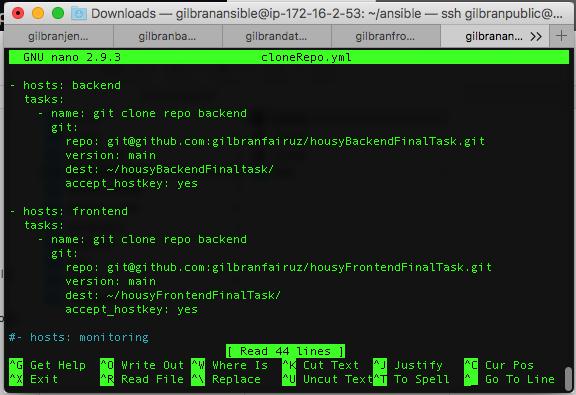 Downloads — gilbranansible@ip-172-16-2-53: ~/ansible — ssh gilbranpublic@...
gilbranjen... gilbranba... gilbrandat... gilbranfro... gilbranan... >> +
GNU nano 2.9.3 cloneRepo.yml
- hosts: backend
tasks:
- name: git clone repo backend
git:
repo: git@github.com:gilbranfairuz/housyBackendFinalTask.git
version: main
dest: ~/housyBackendFinaltask/
accept_hostkey: yes
- hosts: frontend
tasks:
- name: git clone repo backend
git:
repo: git@github.com:gilbranfairuz/housyFrontendFinalTask.git
version: main
dest: ~/housyFrontendFinalTask/
accept_hostkey: yes
#- hosts: monitoring
[ Read 44 lines ]
^G Get Help ^O Write Out ^W Where Is ^K Cut Text ^J Justify ^C Cur Pos
^X Exit ^R Read File ^\ Replace ^U Uncut Text ^T To Spell ^_ Go To Line